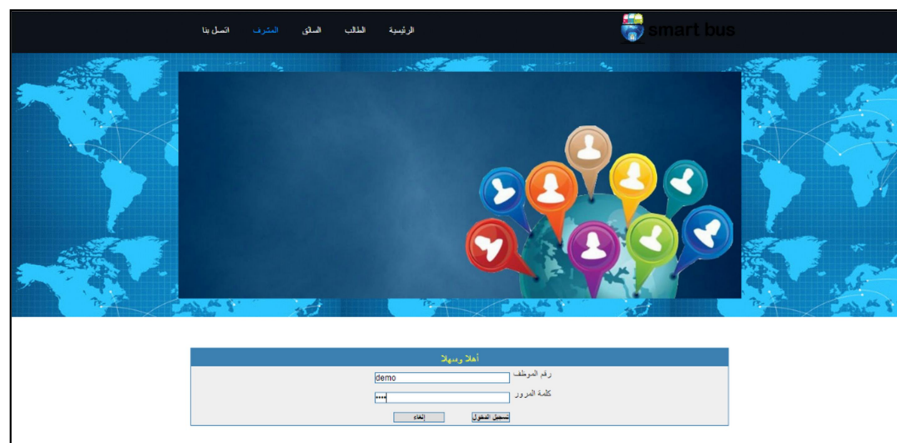 smart bus
الرئيسية الطالب السائق المشرف اتصل بنا
أهلا وسهلا
رقم الموظف demo
كلمة المرور ••••
تسجيل الدخول إلغاء